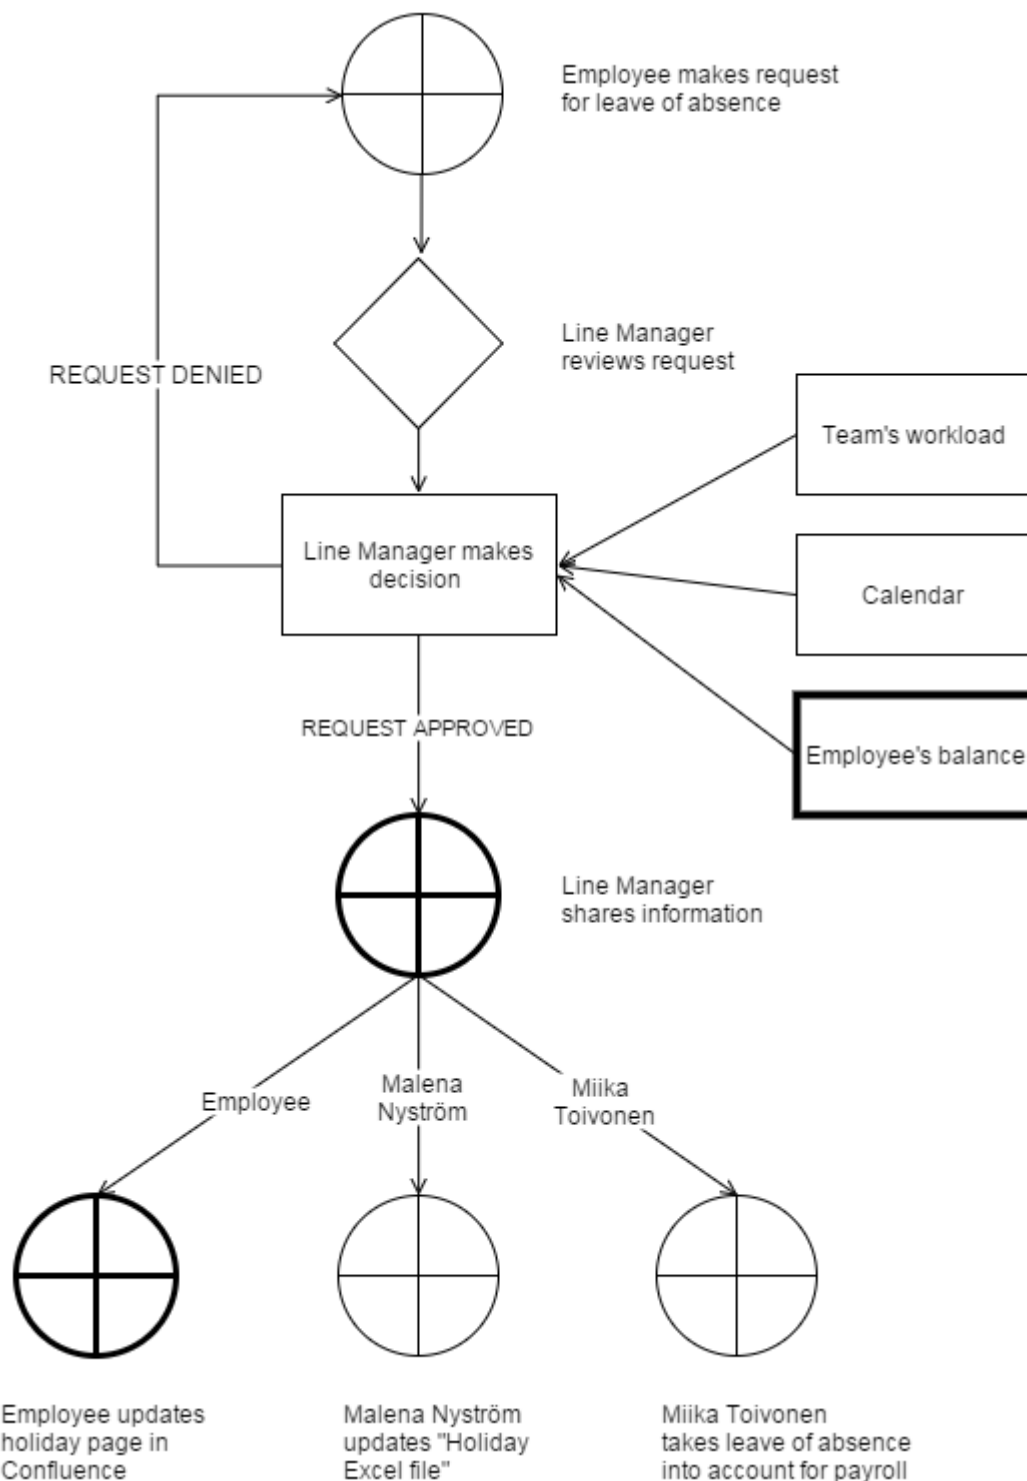 Employee makes request
for leave of absence
Line Manager
reviews request
REQUEST DENIED
Team's workload
Line Manager makes
decision
Calendar
REQUEST APPROVED
Employee's balance
Line Manager
shares information
Employee
Malena
Nyström
Miika
Toivonen
Employee updates
holiday page in
Confluence
Malena Nyström
updates "Holiday
Excel file"
Miika Toivonen
takes leave of absence
into account for payroll